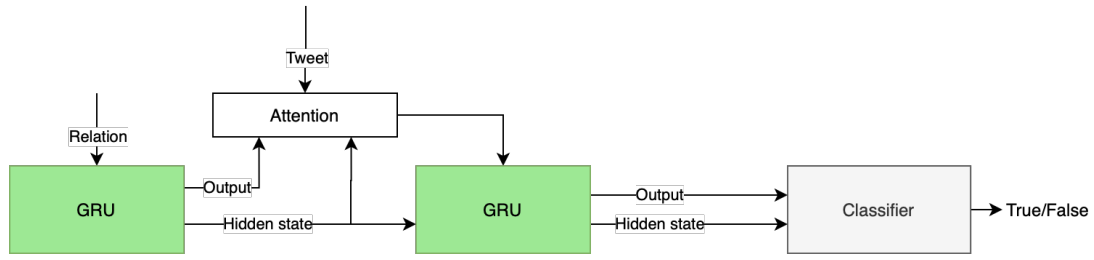 Tweet
Attention
Relation
GRU
Output
Hidden state
GRU
Output
Hidden state
Classifier
True/False